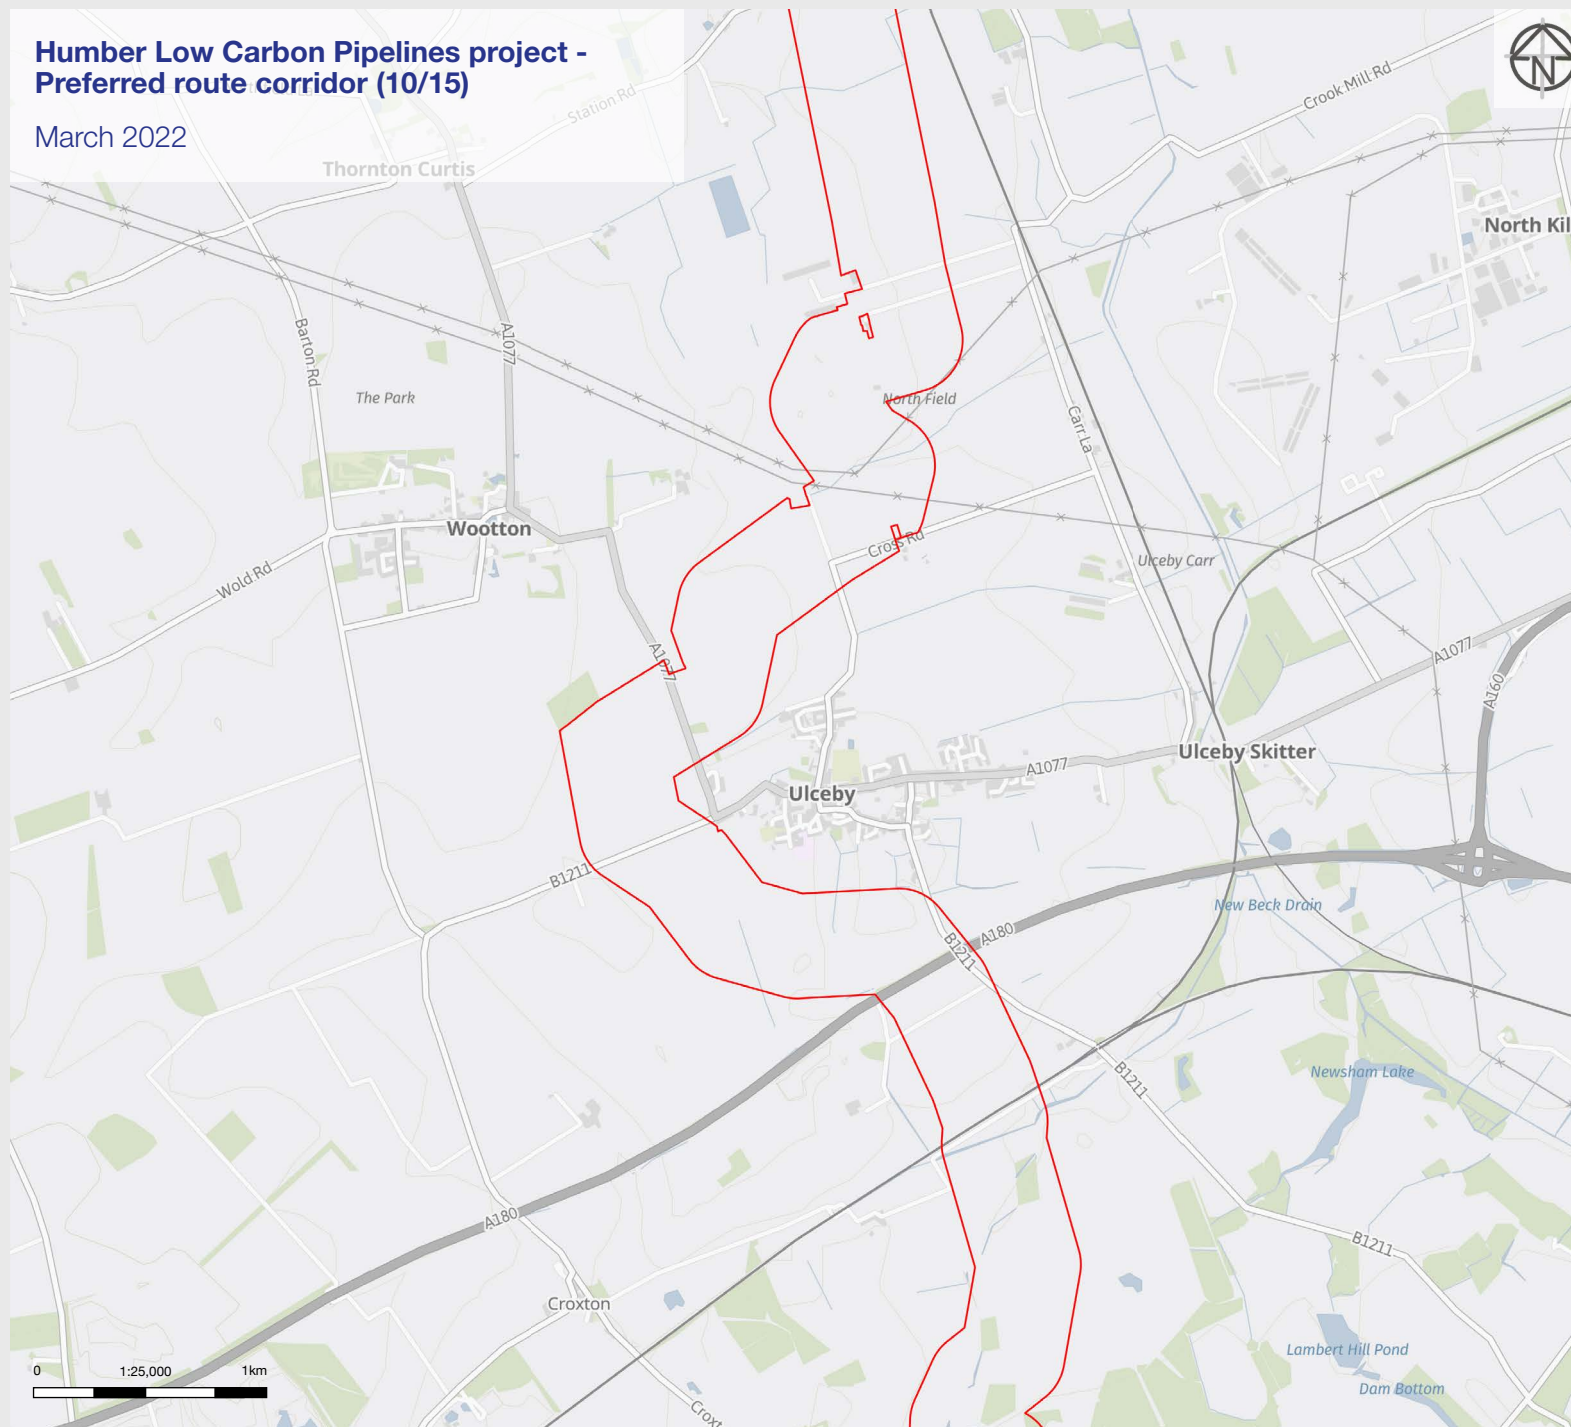 Humber Low Carbon Pipelines project -
Preferred route corridor (10/15)
March 2022
N
Station Rd
Crook Mill Rd
Thornton Curtis
North Kil
Barton Rd
A1077
The Park
North Field
Carr La
Wootton
Cross Rd
Ulceby Carr
Wold Rd
A1077
A1077
A160
Ulceby Skitter
A1077
Ulceby
B1211
New Beck Drain
A180
B1211
Newsham Lake
B1211
A180
B1211
Croxton
Lambert Hill Pond
Dam Bottom
0 1:25,000 1km
Croxt